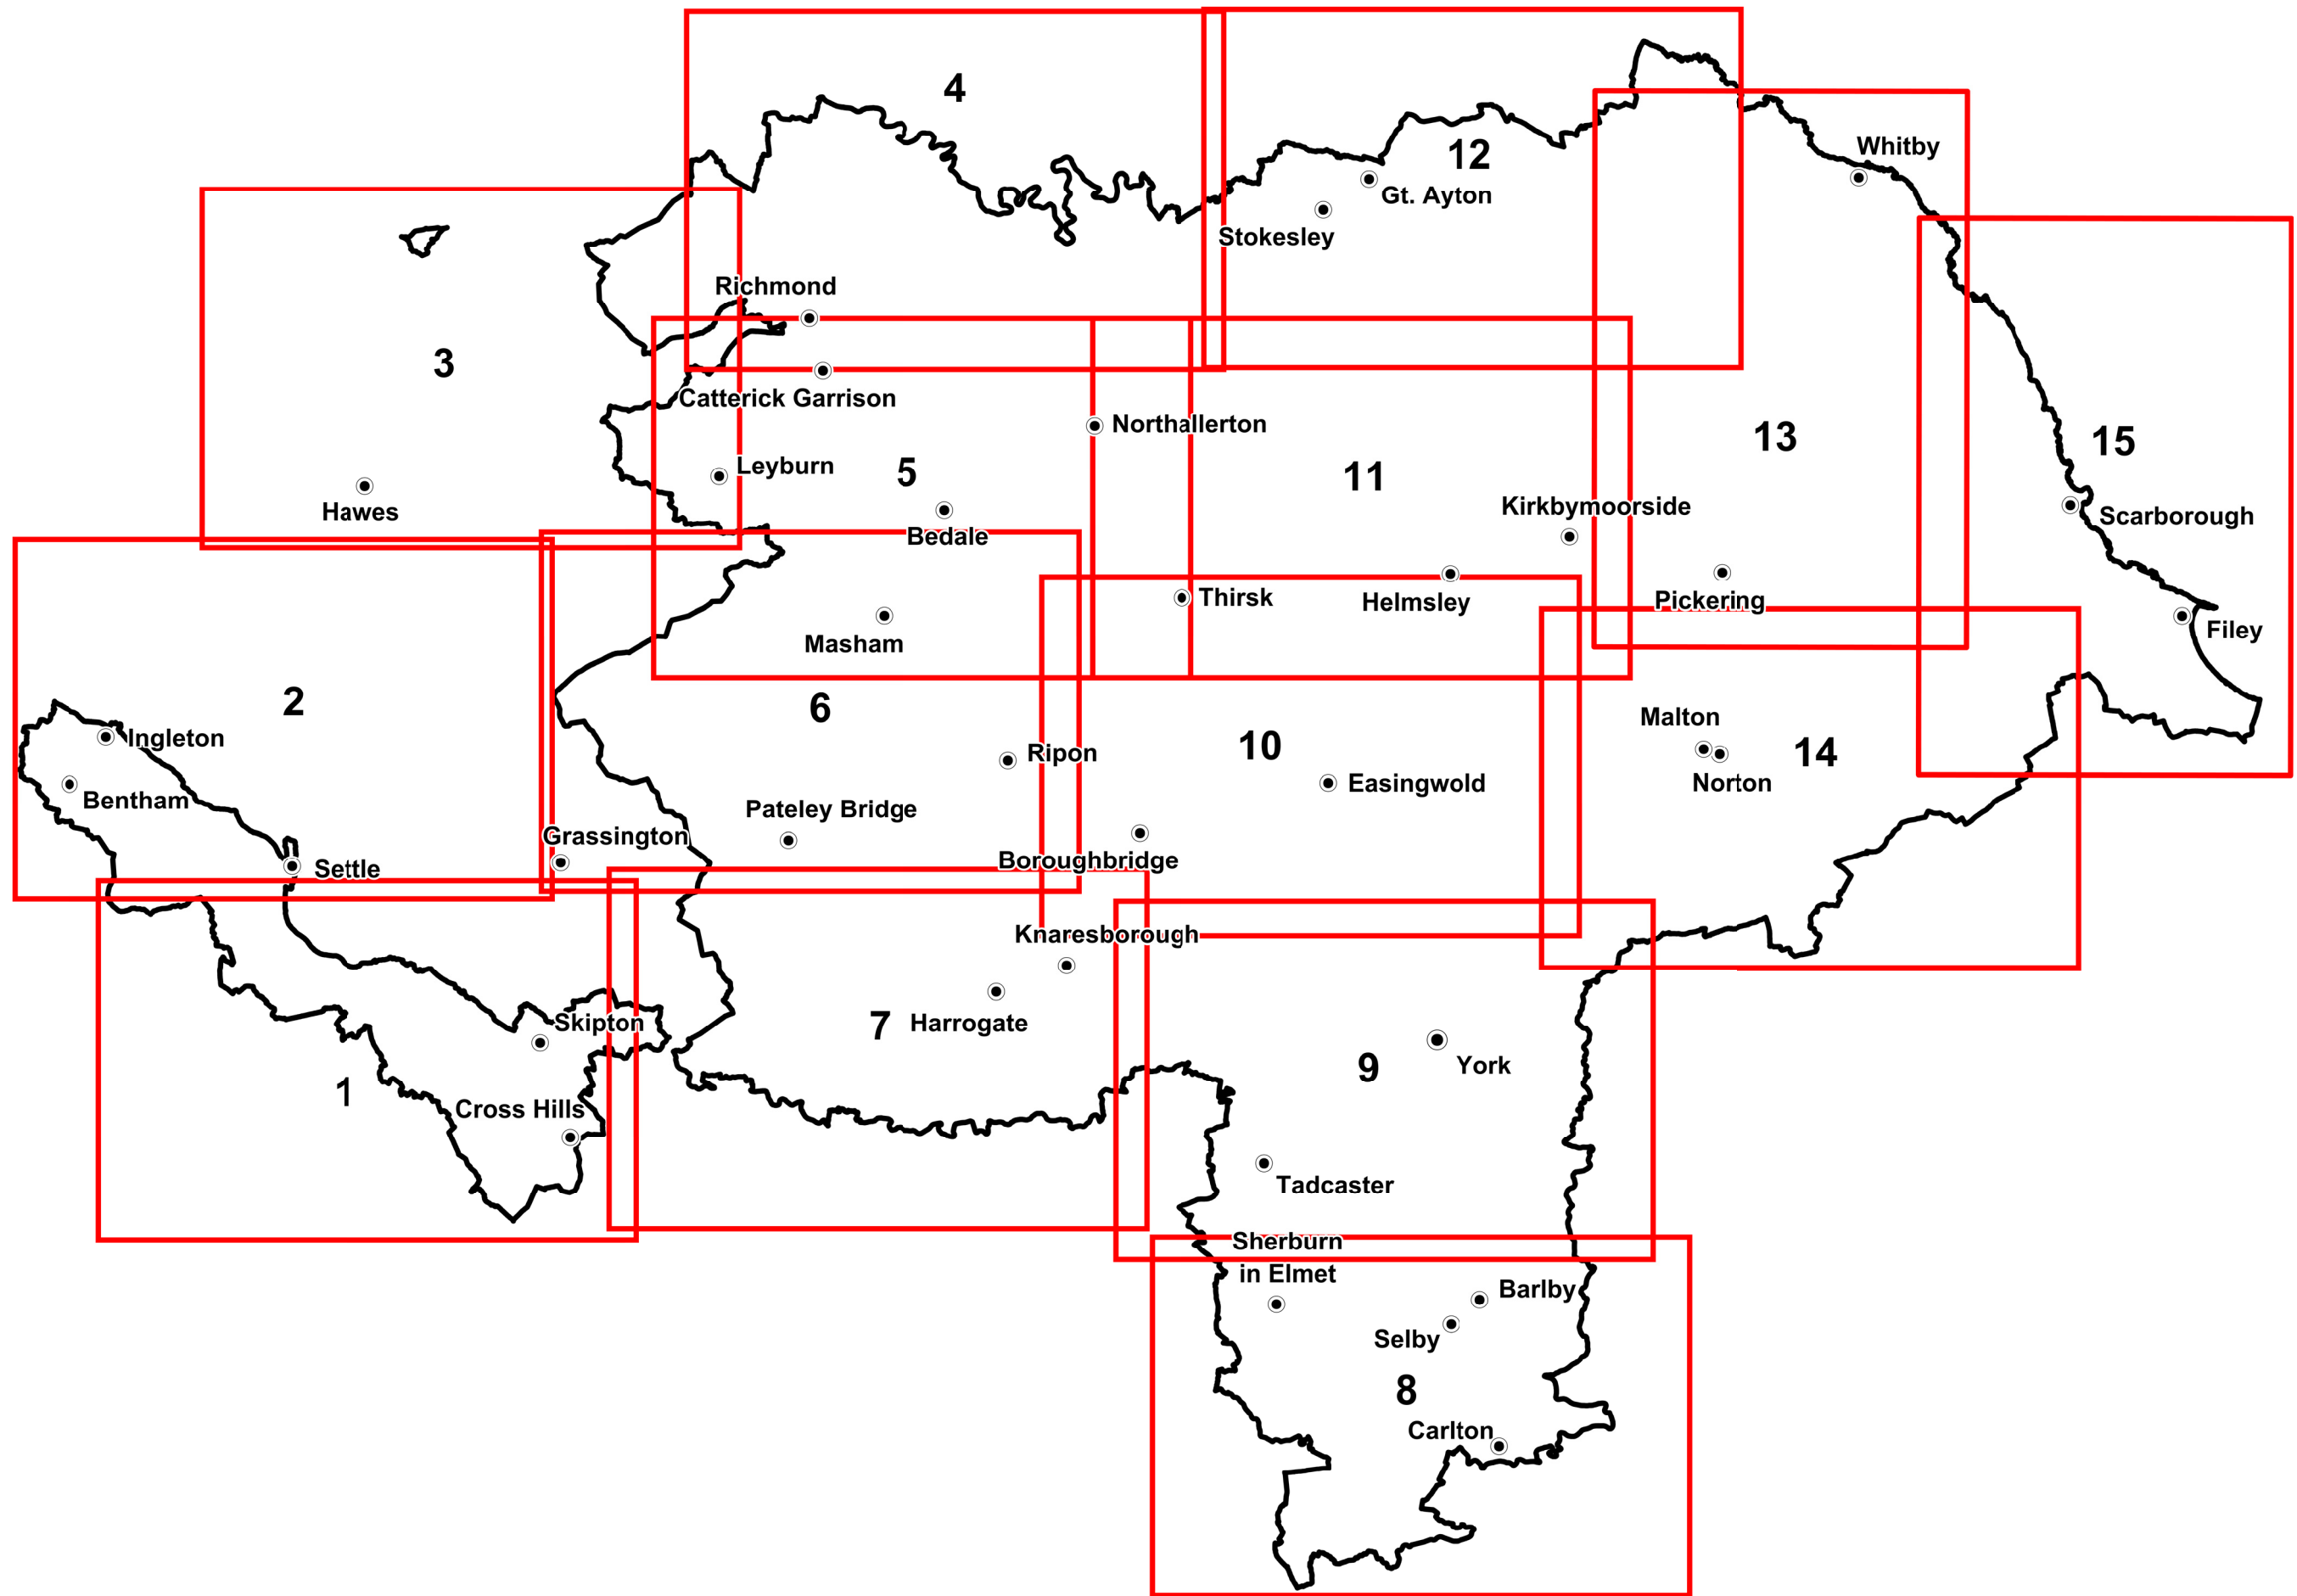 4
12
Whitby
Gt. Ayton
Stokesley
Richmond
3
Catterick Garrison
Northallerton
13
15
Leyburn
5
11
Hawes
Kirkbymoorside
Scarborough
Bedale
Thirsk
Helmsley
Pickering
Masham
Filey
2
6
Malton
Ingleton
Ripon
10
14
Bentham
Easingwold
Norton
Pateley Bridge
Grassington
Boroughbridge
Settle
Knaresborough
Skipton
7
Harrogate
1
9
York
Cross Hills
Tadcaster
Sherburn
in Elmet
Barlby
Selby
8
Carlton